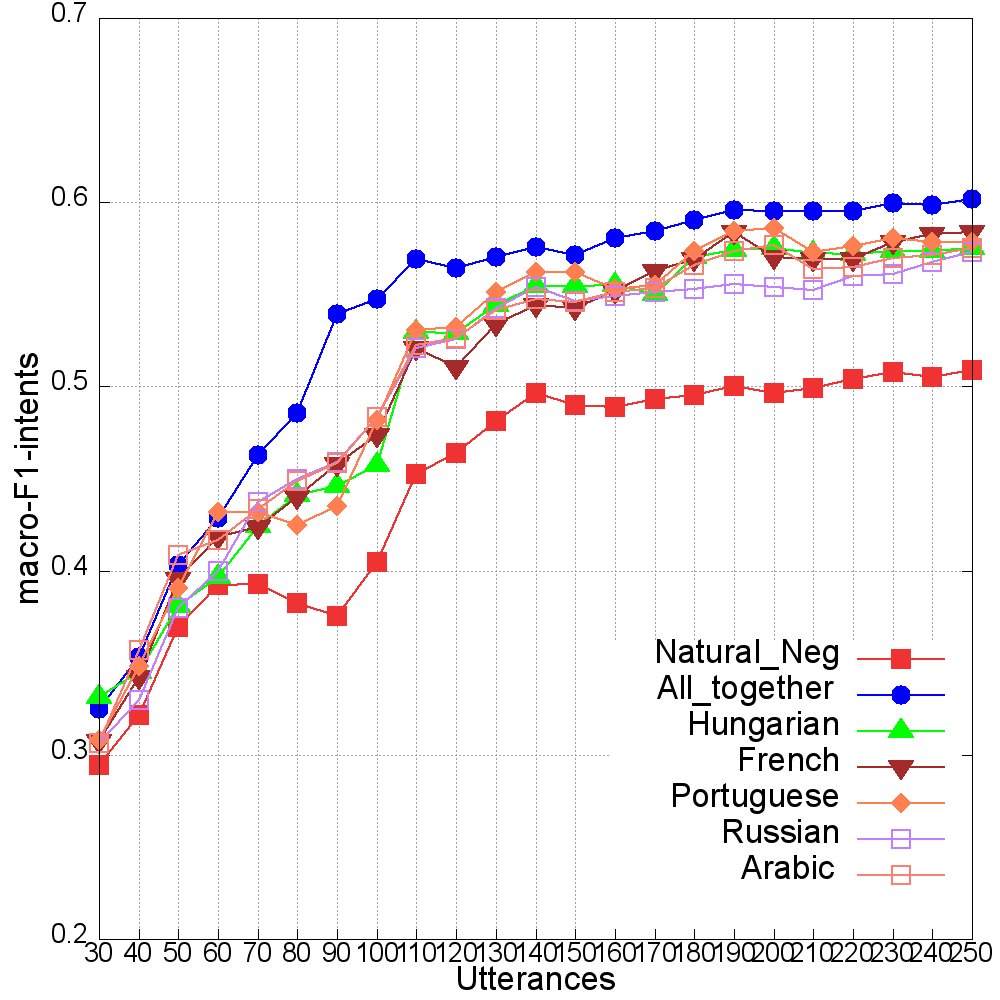 0.7
0.6
0.5
0.4
0.3
0.2
macro-F1-intents
Natural_Neg
All_together
Hungarian
French
Portuguese
Russian
Arabic
30 40 50 60 70 80 90 100 110 120 130 140 150 160 170 180 190 200 210 220 230 240 250
Utterances